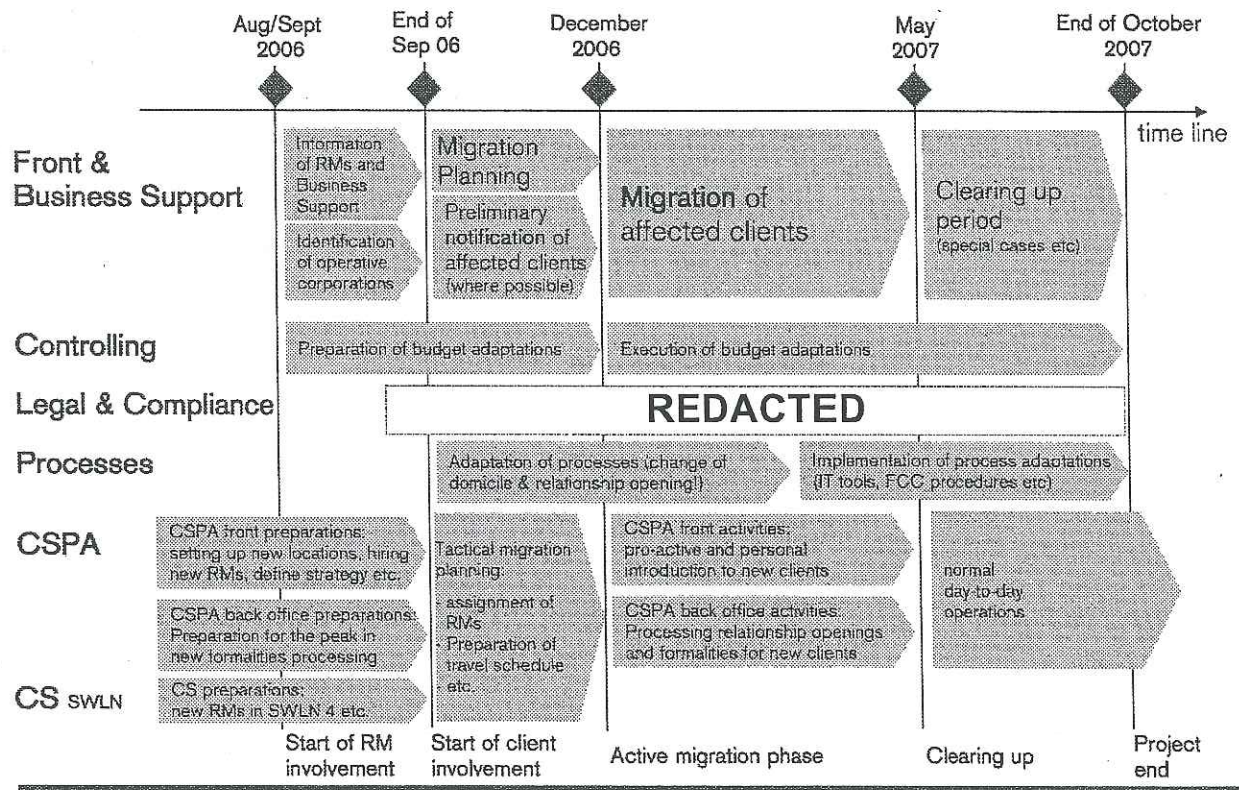 Aug/Sept
2006
End of
Sep 06
December
2006
May
2007
End of October
2007
time line
Front &
Business Support
Information
of RMs and
Business
Support
Identification
of operative
corporations
Migration
Planning
Preliminary
notification of
affected clients
(where possible)
Migration of
affected clients
Clearing up
period
(special cases etc)
Controlling
Preparation of budget adaptations
Execution of budget adaptations
Legal & Compliance
REDACTED
Processes
Adaptation of processes (change of
domicile & relationship opening!)
Implementation of process adaptations
(IT tools, FCC procedures etc)
CSPA
CSPA front preparations:
setting up new locations, hiring
new RMs, define strategy etc.
CSPA back office preparations:
Preparation for the peak in
new formalities processing
Tactical migration
planning:
- assignment of
RMs
- Preparation of
travel schedule
- etc.
CSPA front activities:
pro-active and personal
introduction to new clients
CSPA back office activities:
Processing relationship openings
and formalities for new clients
normal
day-to-day
operations
CS SWLN
CS preparations:
new RMs in SWLN 4 etc.
Start of RM
involvement
Start of client
involvement
Active migration phase
Clearing up
Project
end